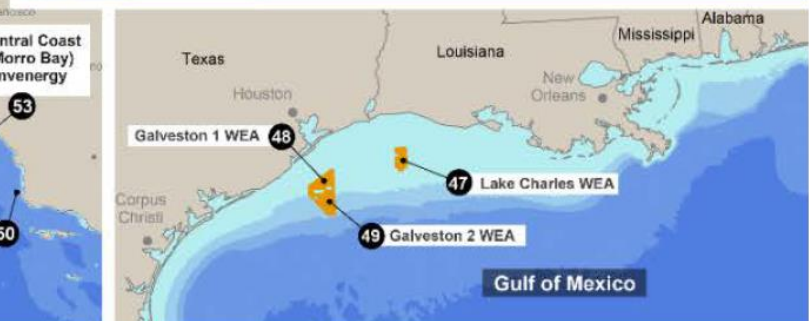 ntral Coast
Morro Bay)
nvenergy
53
50
Texas
Louisiana
Mississippi
Alabama
Houston
New
Orleans
Galveston 1 WEA 48
47 Lake Charles WEA
Corpus
Christi
49 Galveston 2 WEA
Gulf of Mexico